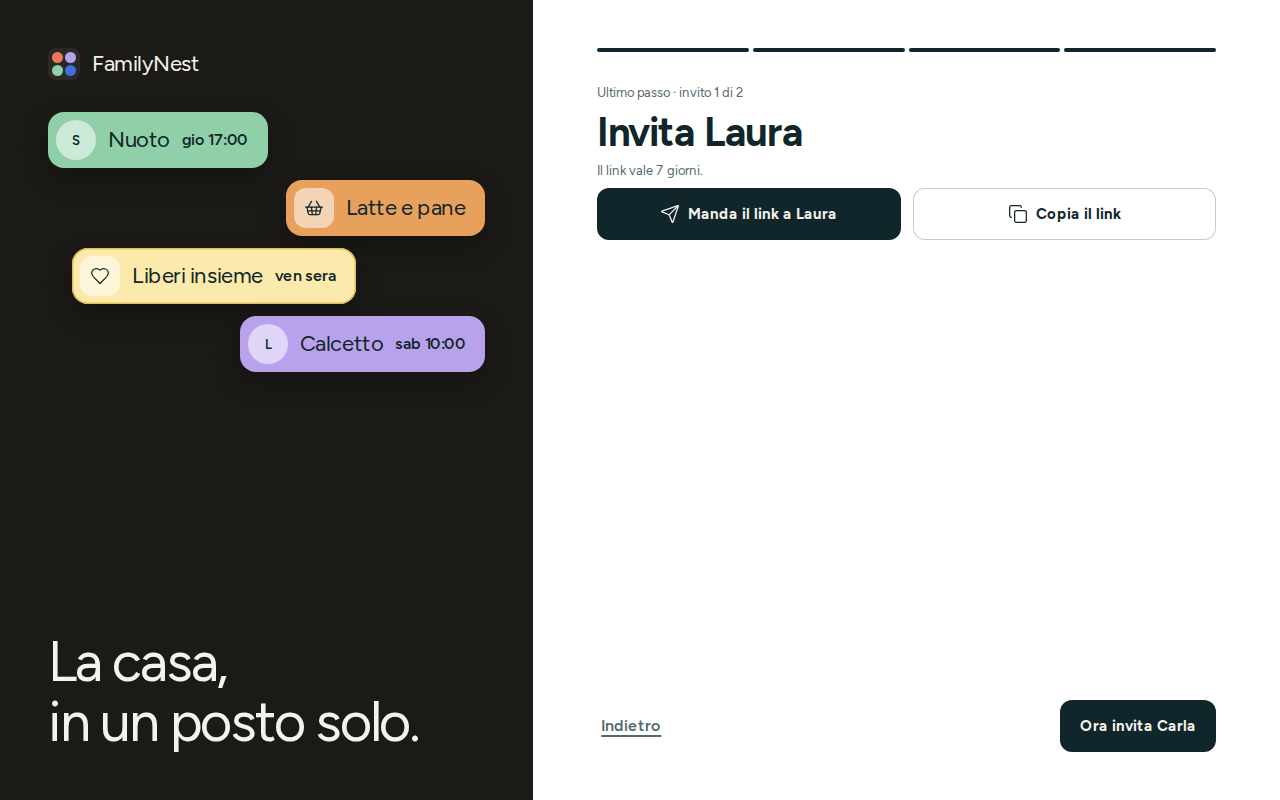 FamilyNest
S Nuoto gio 17:00
Latte e pane
Liberi insieme ven sera
L Calcetto sab 10:00
La casa,
in un posto solo.
Ultimo passo · invito 1 di 2
Invita Laura
Il link vale 7 giorni.
Manda il link a Laura
Copia il link
Indietro
Ora invita Carla